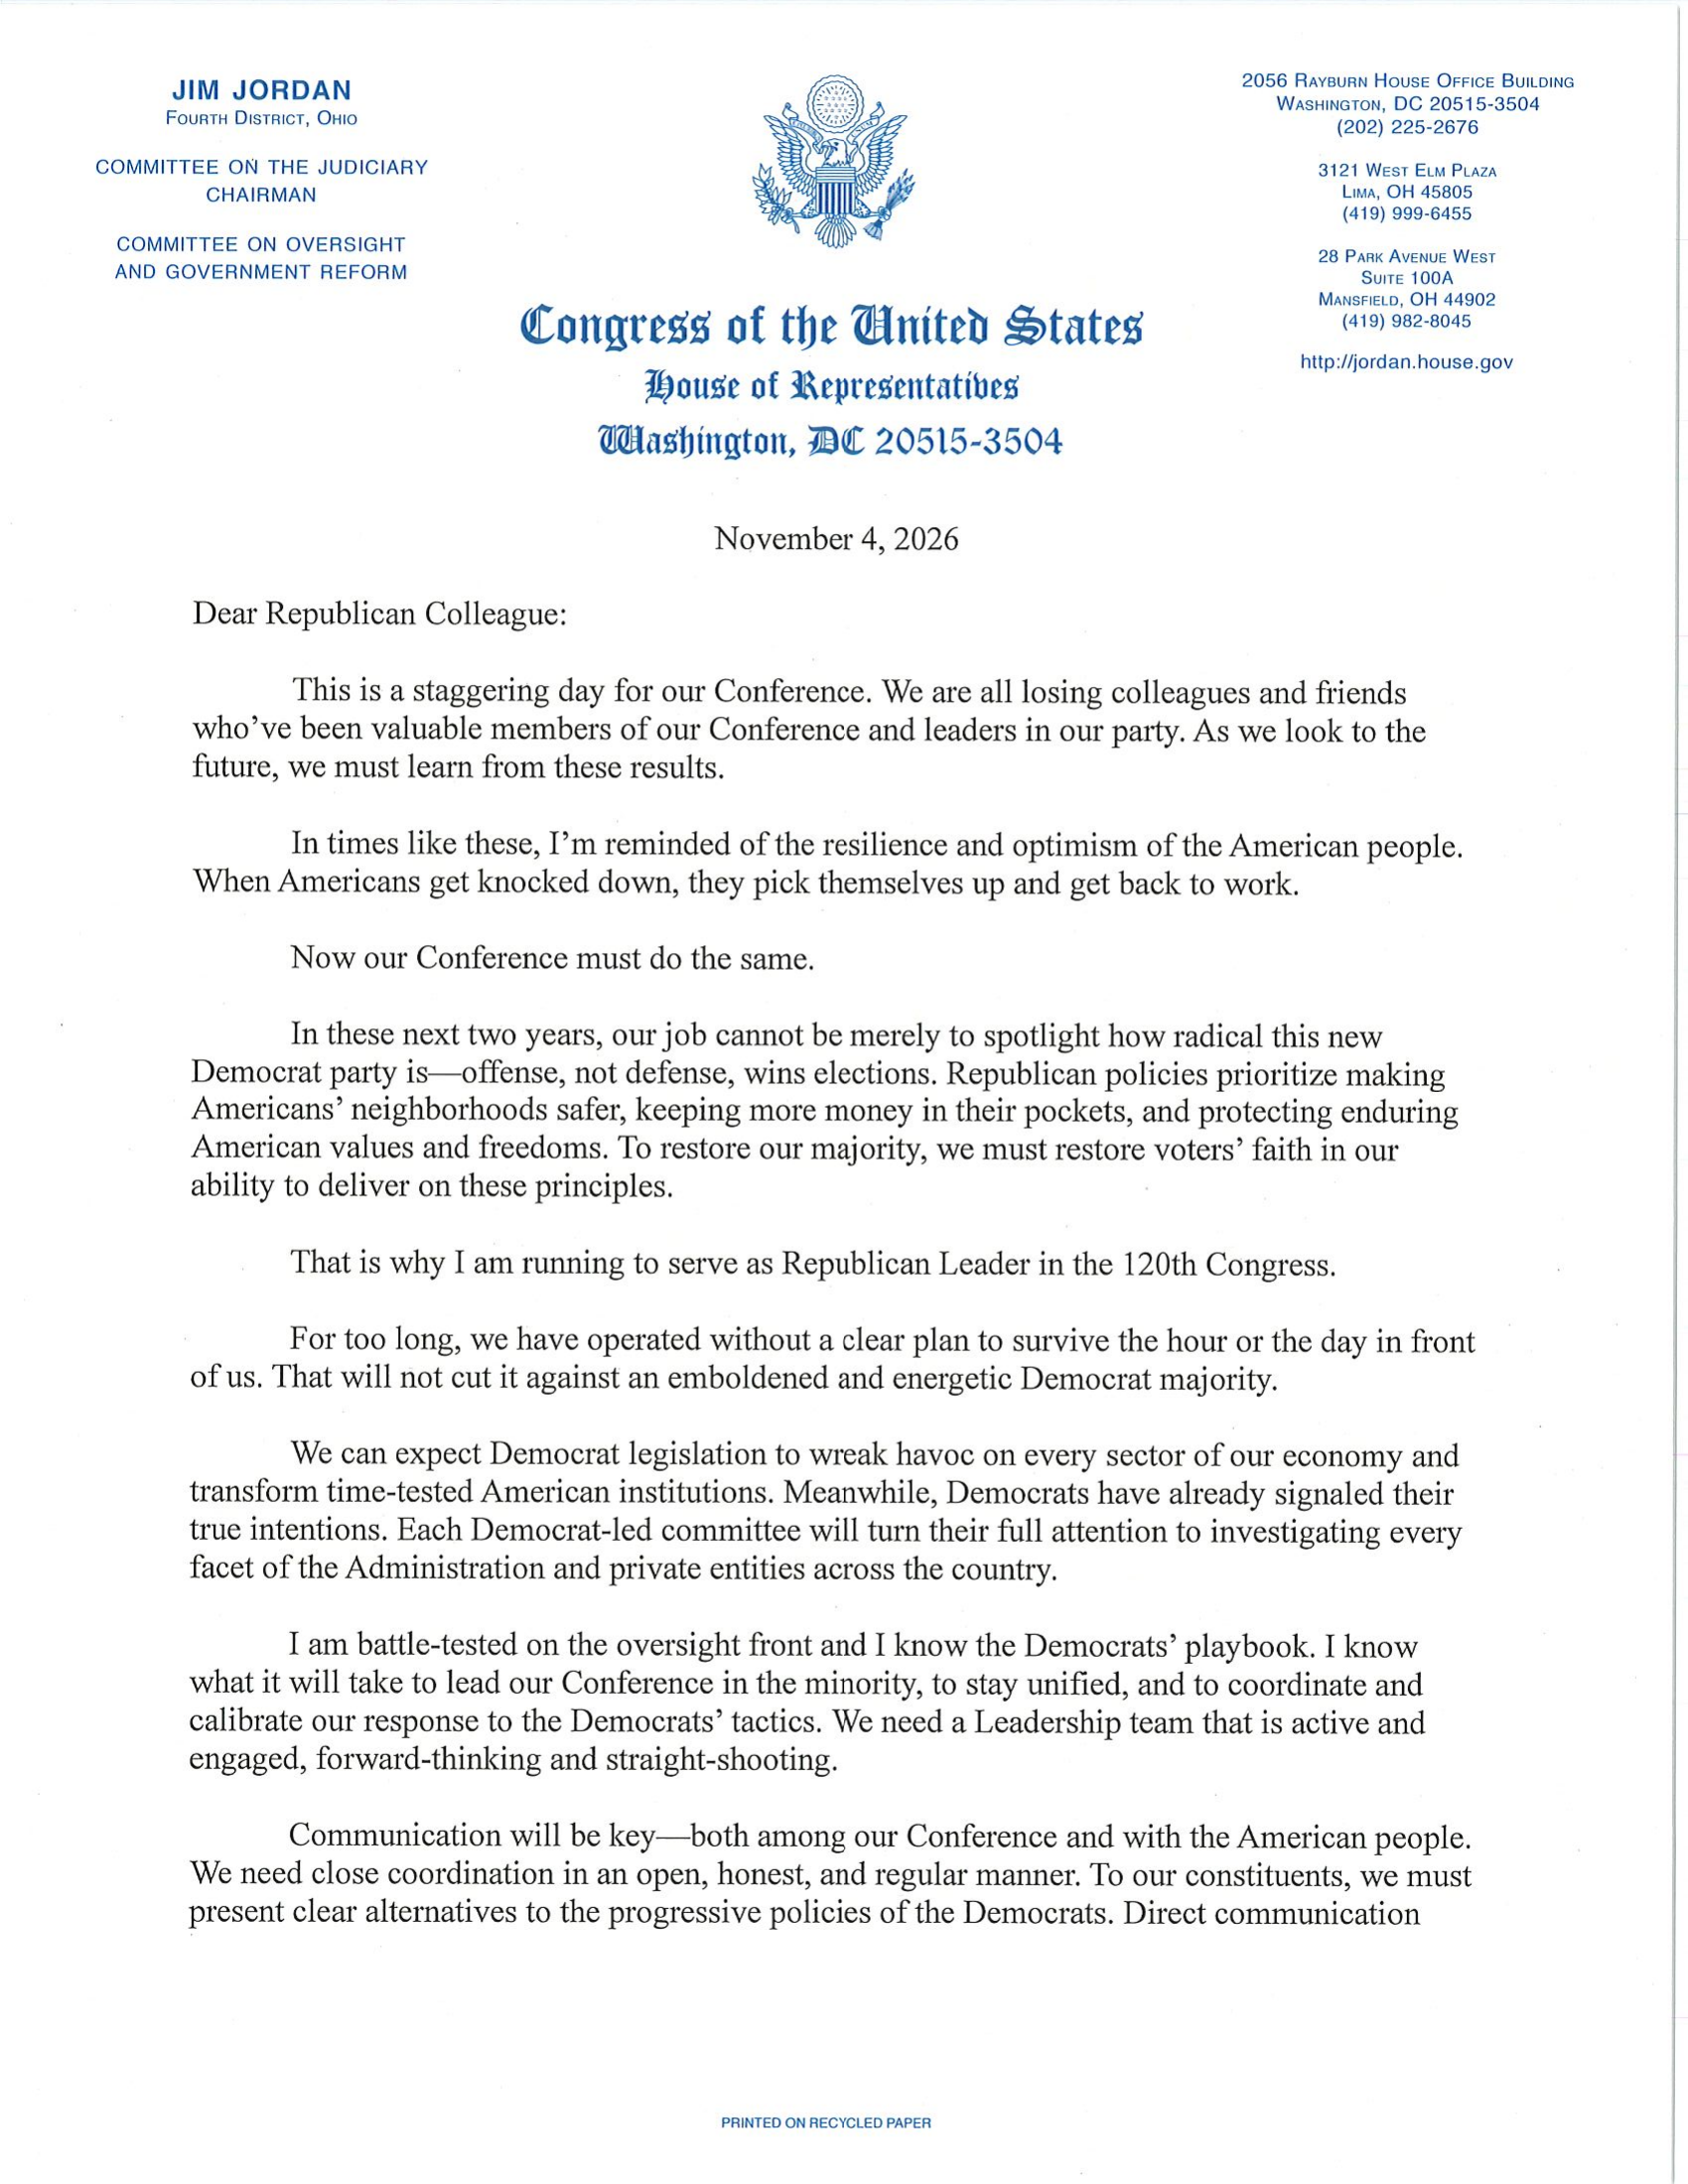 JIM JORDAN
FOURTH DISTRICT, OHIO
COMMITTEE ON THE JUDICIARY
CHAIRMAN
COMMITTEE ON OVERSIGHT
AND GOVERNMENT REFORM
2056 RAYBURN HOUSE OFFICE BUILDING
WASHINGTON, DC 20515-3504
(202) 225-2676
3121 WEST ELM PLAZA
LIMA, OH 45805
(419) 999-6455
28 PARK AVENUE WEST
SUITE 100A
MANSFIELD, OH 44902
(419) 982-8045
http://jordan.house.gov
Congress of the United States
House of Representatives
Washington, DC 20515-3504
November 4, 2026
Dear Republican Colleague:
This is a staggering day for our Conference. We are all losing colleagues and friends
who’ve been valuable members of our Conference and leaders in our party. As we look to the
future, we must learn from these results.
In times like these, I’m reminded of the resilience and optimism of the American people.
When Americans get knocked down, they pick themselves up and get back to work.
Now our Conference must do the same.
In these next two years, our job cannot be merely to spotlight how radical this new
Democrat party is—offense, not defense, wins elections. Republican policies prioritize making
Americans’ neighborhoods safer, keeping more money in their pockets, and protecting enduring
American values and freedoms. To restore our majority, we must restore voters’ faith in our
ability to deliver on these principles.
That is why I am running to serve as Republican Leader in the 120th Congress.
For too long, we have operated without a clear plan to survive the hour or the day in front
of us. That will not cut it against an emboldened and energetic Democrat majority.
We can expect Democrat legislation to wreak havoc on every sector of our economy and
transform time-tested American institutions. Meanwhile, Democrats have already signaled their
true intentions. Each Democrat-led committee will turn their full attention to investigating every
facet of the Administration and private entities across the country.
I am battle-tested on the oversight front and I know the Democrats’ playbook. I know
what it will take to lead our Conference in the minority, to stay unified, and to coordinate and
calibrate our response to the Democrats’ tactics. We need a Leadership team that is active and
engaged, forward-thinking and straight-shooting.
Communication will be key—both among our Conference and with the American people.
We need close coordination in an open, honest, and regular manner. To our constituents, we must
present clear alternatives to the progressive policies of the Democrats. Direct communication
PRINTED ON RECYCLED PAPER